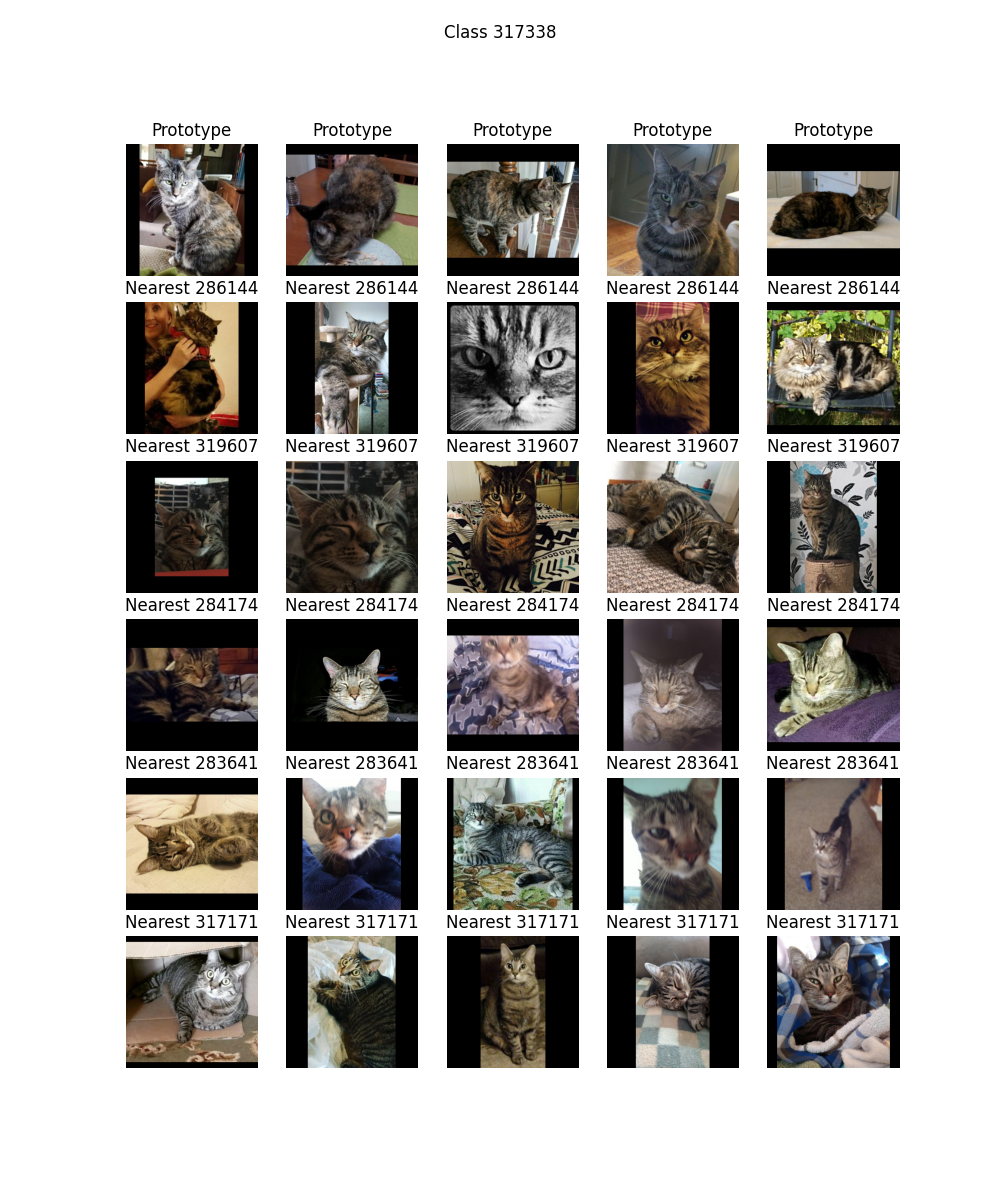 Class 317338
Prototype Prototype Prototype Prototype Prototype
Nearest 286144 Nearest 286144 Nearest 286144 Nearest 286144 Nearest 286144
Nearest 319607 Nearest 319607 Nearest 319607 Nearest 319607 Nearest 319607
Nearest 284174 Nearest 284174 Nearest 284174 Nearest 284174 Nearest 284174
Nearest 283641 Nearest 283641 Nearest 283641 Nearest 283641 Nearest 283641
Nearest 317171 Nearest 317171 Nearest 317171 Nearest 317171 Nearest 317171